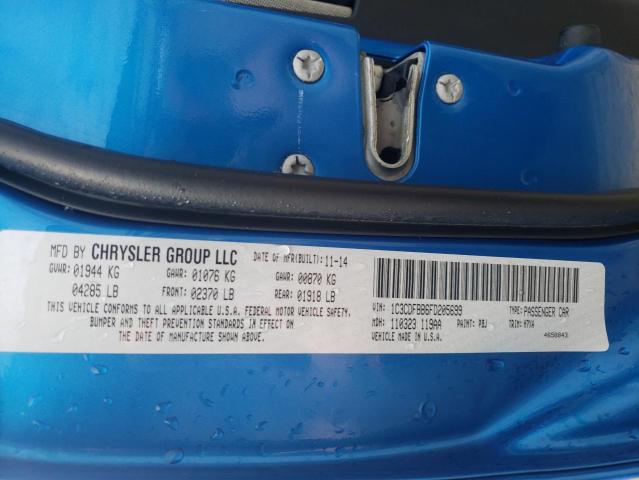 MFD BY CHRYSLER GROUP LLC DATE OF MFR(BUILT): 11-14
GVWR: 01944 KG GAWR: 01076 KG GAWR: 00870 KG
04285 LB FRONT: 02370 LB REAR: 01918 LB
THIS VEHICLE CONFORMS TO ALL APPLICABLE U.S.A. FEDERAL MOTOR VEHICLE SAFETY,
BUMPER AND THEFT PREVENTION STANDARDS IN EFFECT ON
THE DATE OF MANUFACTURE SHOWN ABOVE.
VIN: 1C3CDFBB6FD205699 TYPE: PASSENGER CAR
MDH: 110323 119AA PAINT: PBJ TRIM: H7X9
MADE IN U.S.A. 4658843